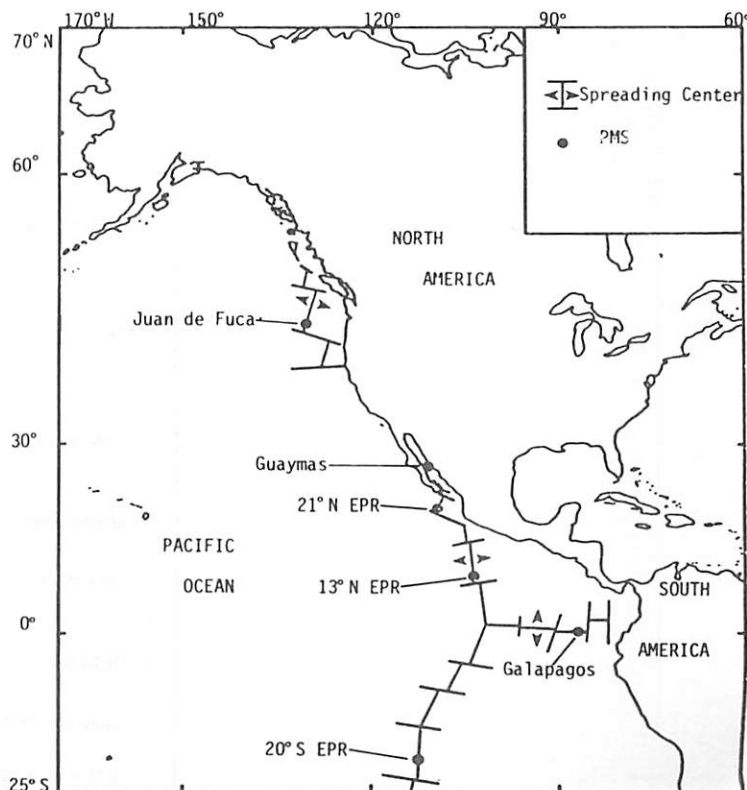 170° 150° 120° 90° 60°
70°N
Spreading Center
PMS
60°
NORTH
AMERICA
Juan de Fuca
30°
Guaymas
21°N EPR
PACIFIC
OCEAN
13°N EPR
SOUTH
0°
AMERICA
Galapagos
20°S EPR
25°S